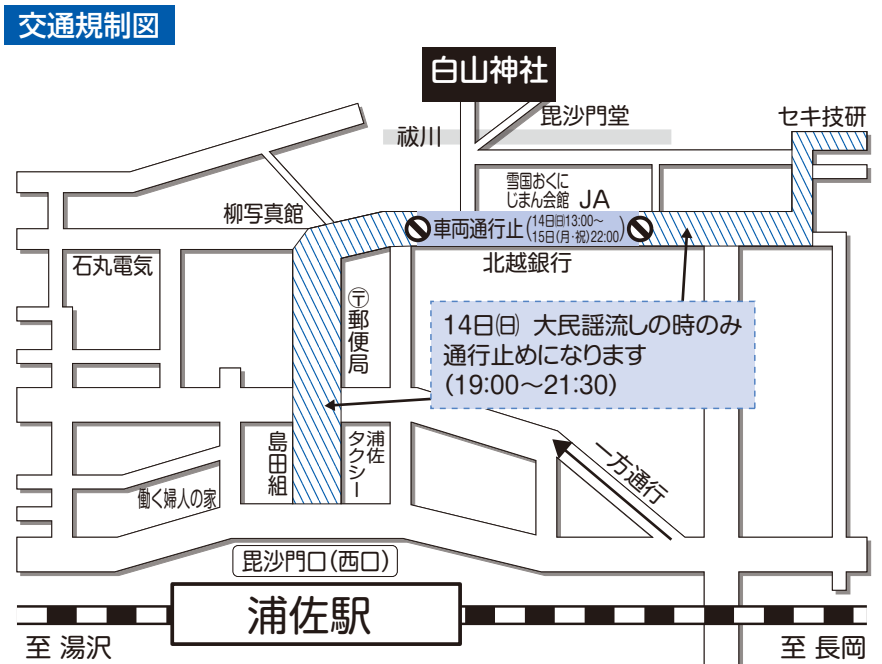 交通規制図
白山神社
祓川
毘沙門堂
セキ技研
雪国おくに
じまん会館 JA
柳写真館
車両通行止(14日㈰13:00～
15日(月・祝)22:00)
石丸電気
北越銀行
〒郵便局
14日㈰ 大民謡流しの時のみ
通行止めになります
(19:00～21:30)
島田組
浦佐
タクシー
一方通行
働く婦人の家
毘沙門口(西口)
浦佐駅
至 湯沢
至 長岡